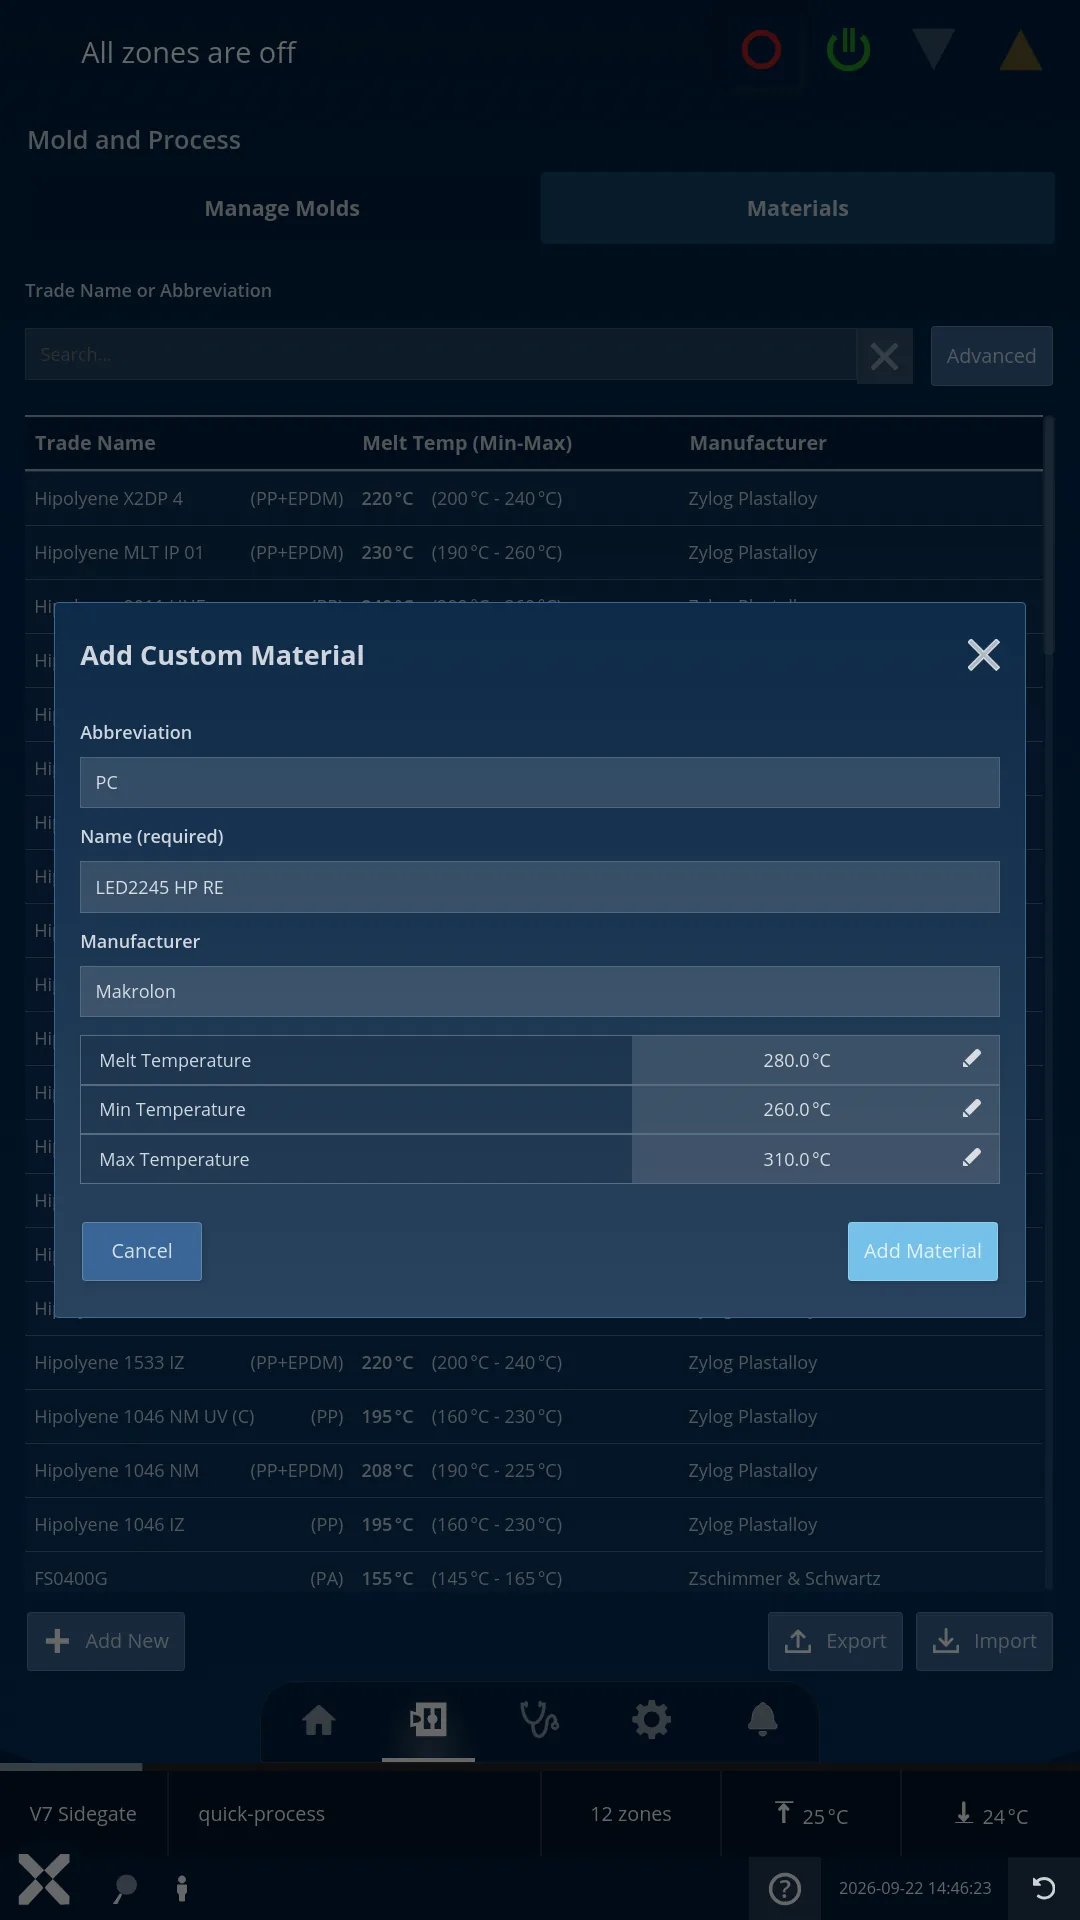 All zones are off
Mold and Process
Manage Molds
Materials
Trade Name or Abbreviation
Search...
Advanced
Trade Name Melt Temp (Min-Max) Manufacturer
Hipolyene X2DP 4 (PP+EPDM) 220 °C (200 °C - 240 °C) Zylog Plastalloy
Hipolyene MLT IP 01 (PP+EPDM) 230 °C (190 °C - 260 °C) Zylog Plastalloy
Add Custom Material
Abbreviation
PC
Name (required)
LED2245 HP RE
Manufacturer
Makrolon
Melt Temperature 280.0 °C
Min Temperature 260.0 °C
Max Temperature 310.0 °C
Cancel
Add Material
Hipolyene 1533 IZ (PP+EPDM) 220 °C (200 °C - 240 °C) Zylog Plastalloy
Hipolyene 1046 NM UV (C) (PP) 195 °C (160 °C - 230 °C) Zylog Plastalloy
Hipolyene 1046 NM (PP+EPDM) 208 °C (190 °C - 225 °C) Zylog Plastalloy
Hipolyene 1046 IZ (PP) 195 °C (160 °C - 230 °C) Zylog Plastalloy
FS0400G (PA) 155 °C (145 °C - 165 °C) Zschimmer & Schwartz
Add New
Export
Import
V7 Sidegate quick-process 12 zones 25 °C 24 °C
2026-09-22 14:46:23